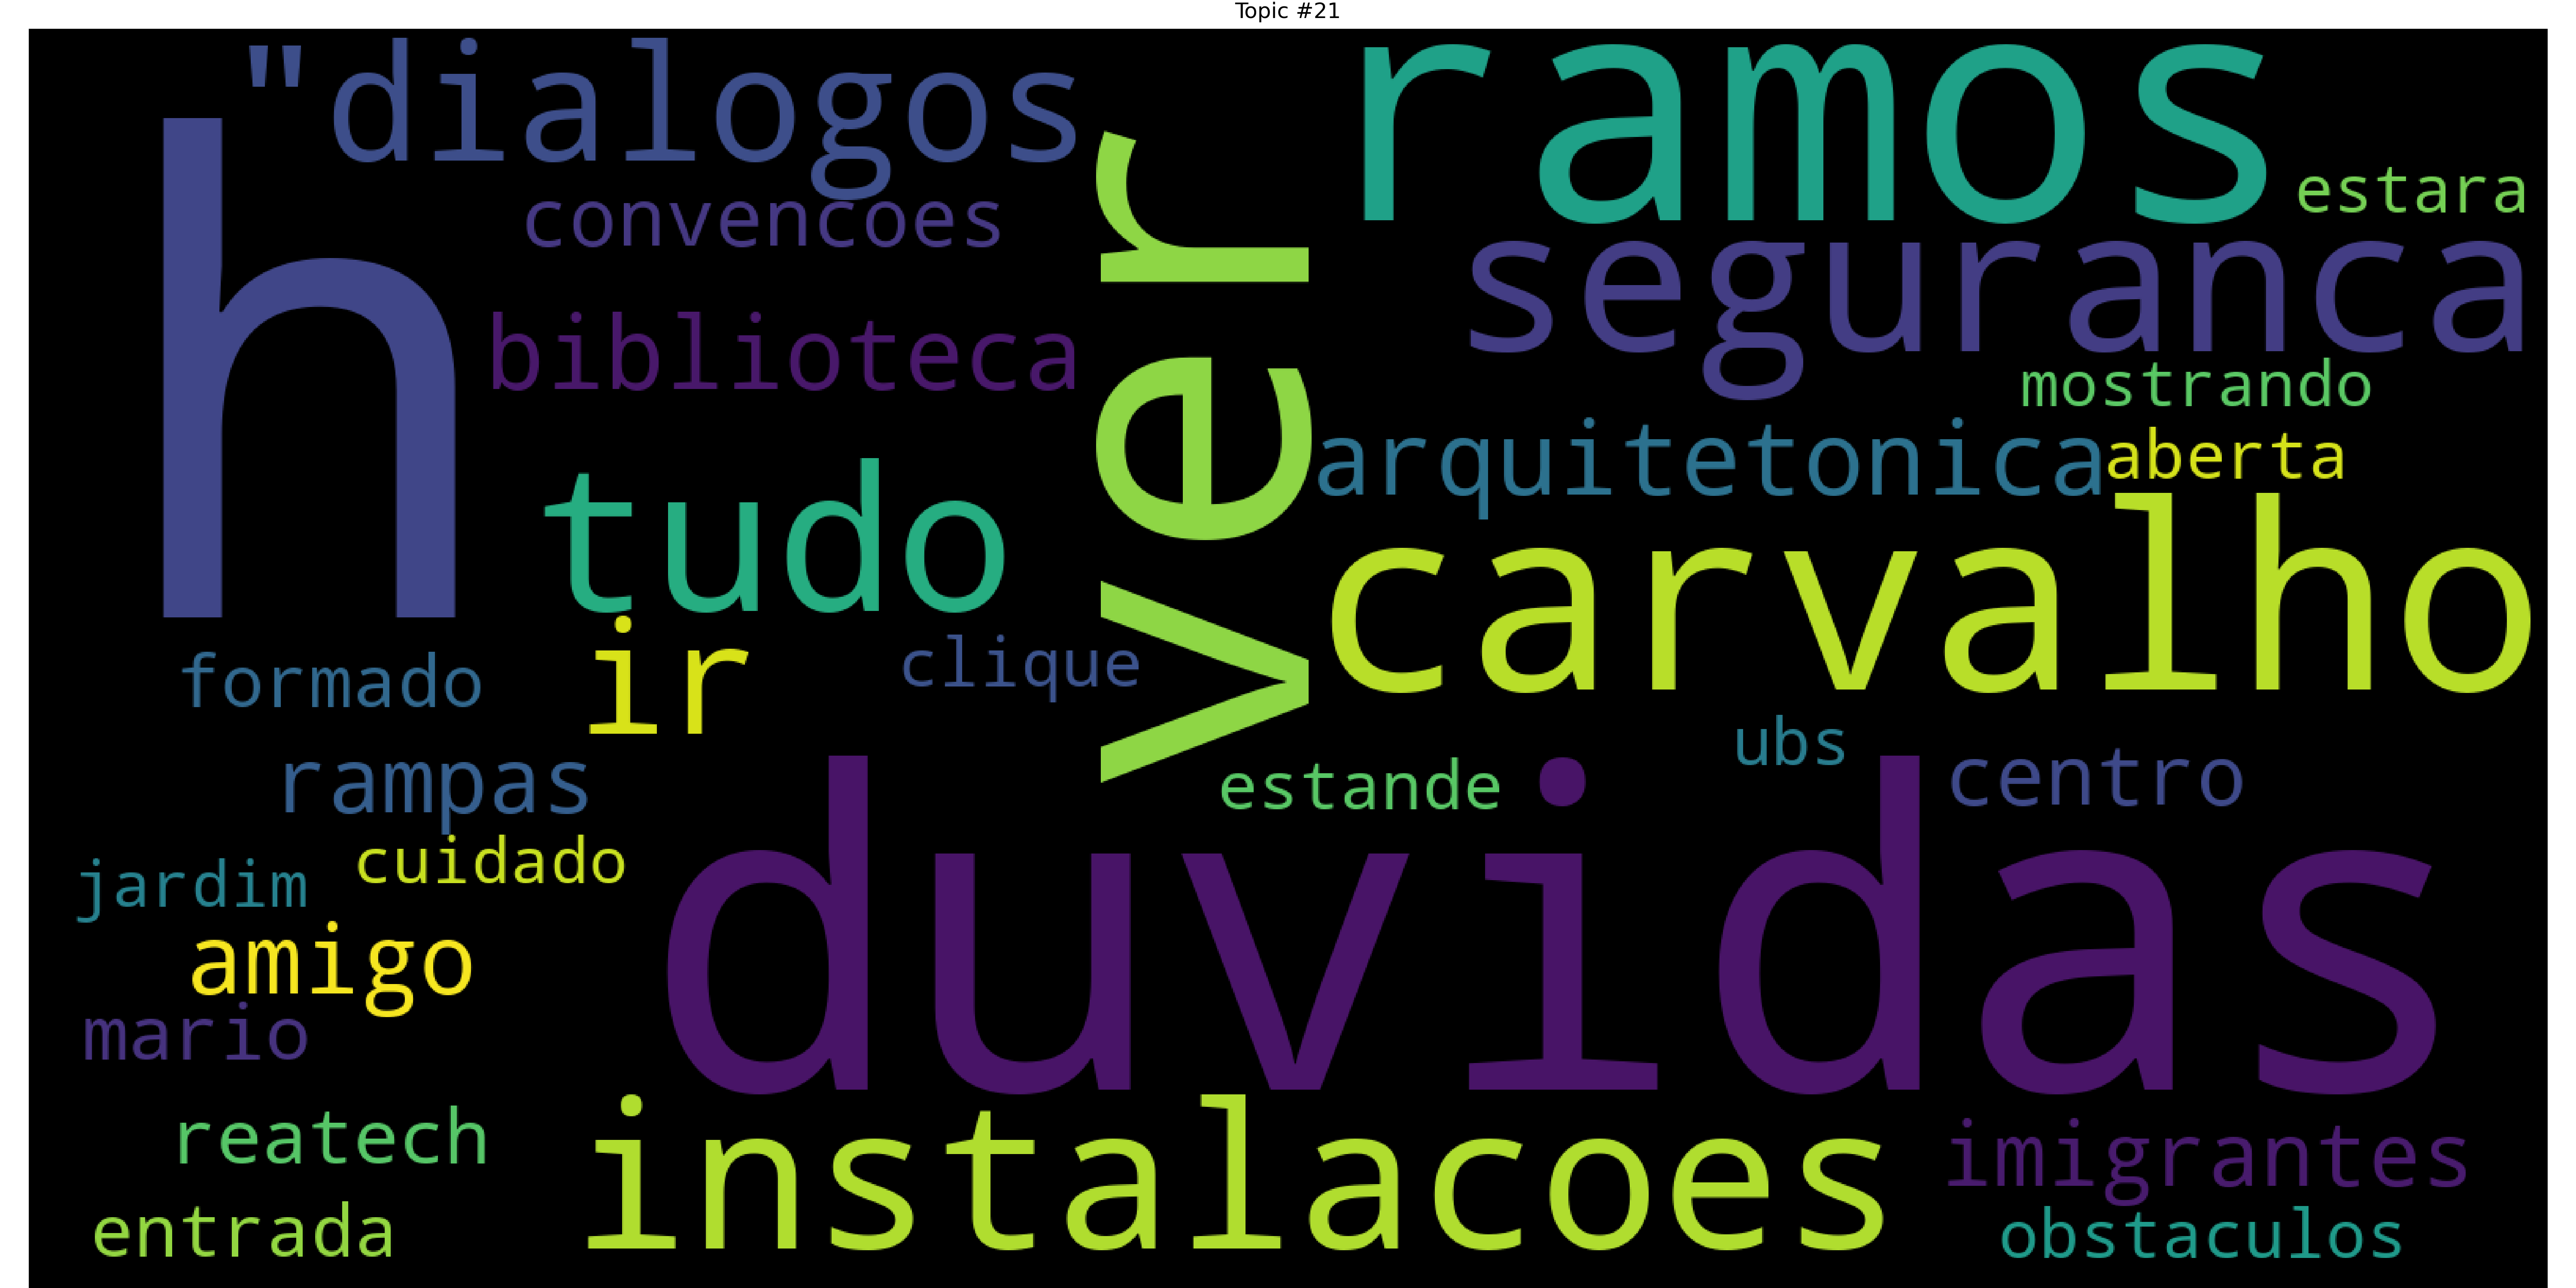 Topic #21
"dialogos
ramos
h
ver
estara
convencoes
seguranca
biblioteca
mostrando
arquitetonica
aberta
tudo
carvalho
ir
clique
formado
ubs
rampas
estande
centro
duvidas
cuidado
jardim
amigo
mario
reatech
instalacoes
imigrantes
entrada
obstaculos